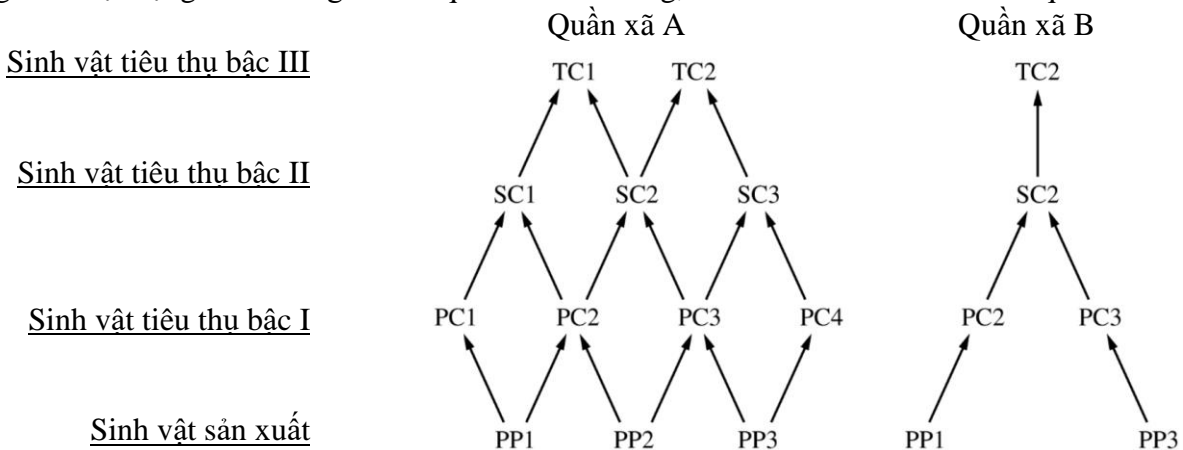 Quần xã A Quần xã B
Sinh vật tiêu thụ bậc III TC1 TC2 TC2
Sinh vật tiêu thụ bậc II SC1 SC2 SC3 SC2
Sinh vật tiêu thụ bậc I PC1 PC2 PC3 PC4 PC2 PC3
Sinh vật sản xuất PP1 PP2 PP3 PP1 PP3